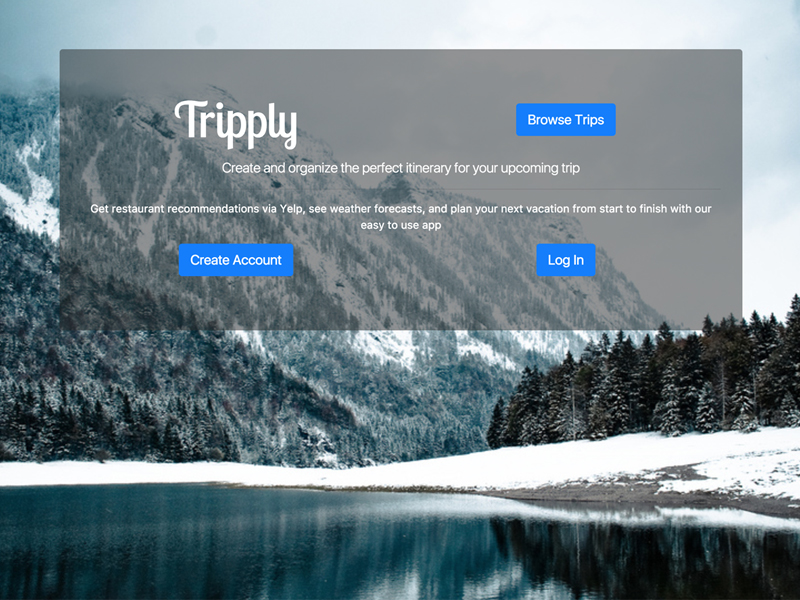 Tripply
Browse Trips
Create and organize the perfect itinerary for your upcoming trip
Get restaurant recommendations via Yelp, see weather forecasts, and plan your next vacation from start to finish with our
easy to use app
Create Account
Log In